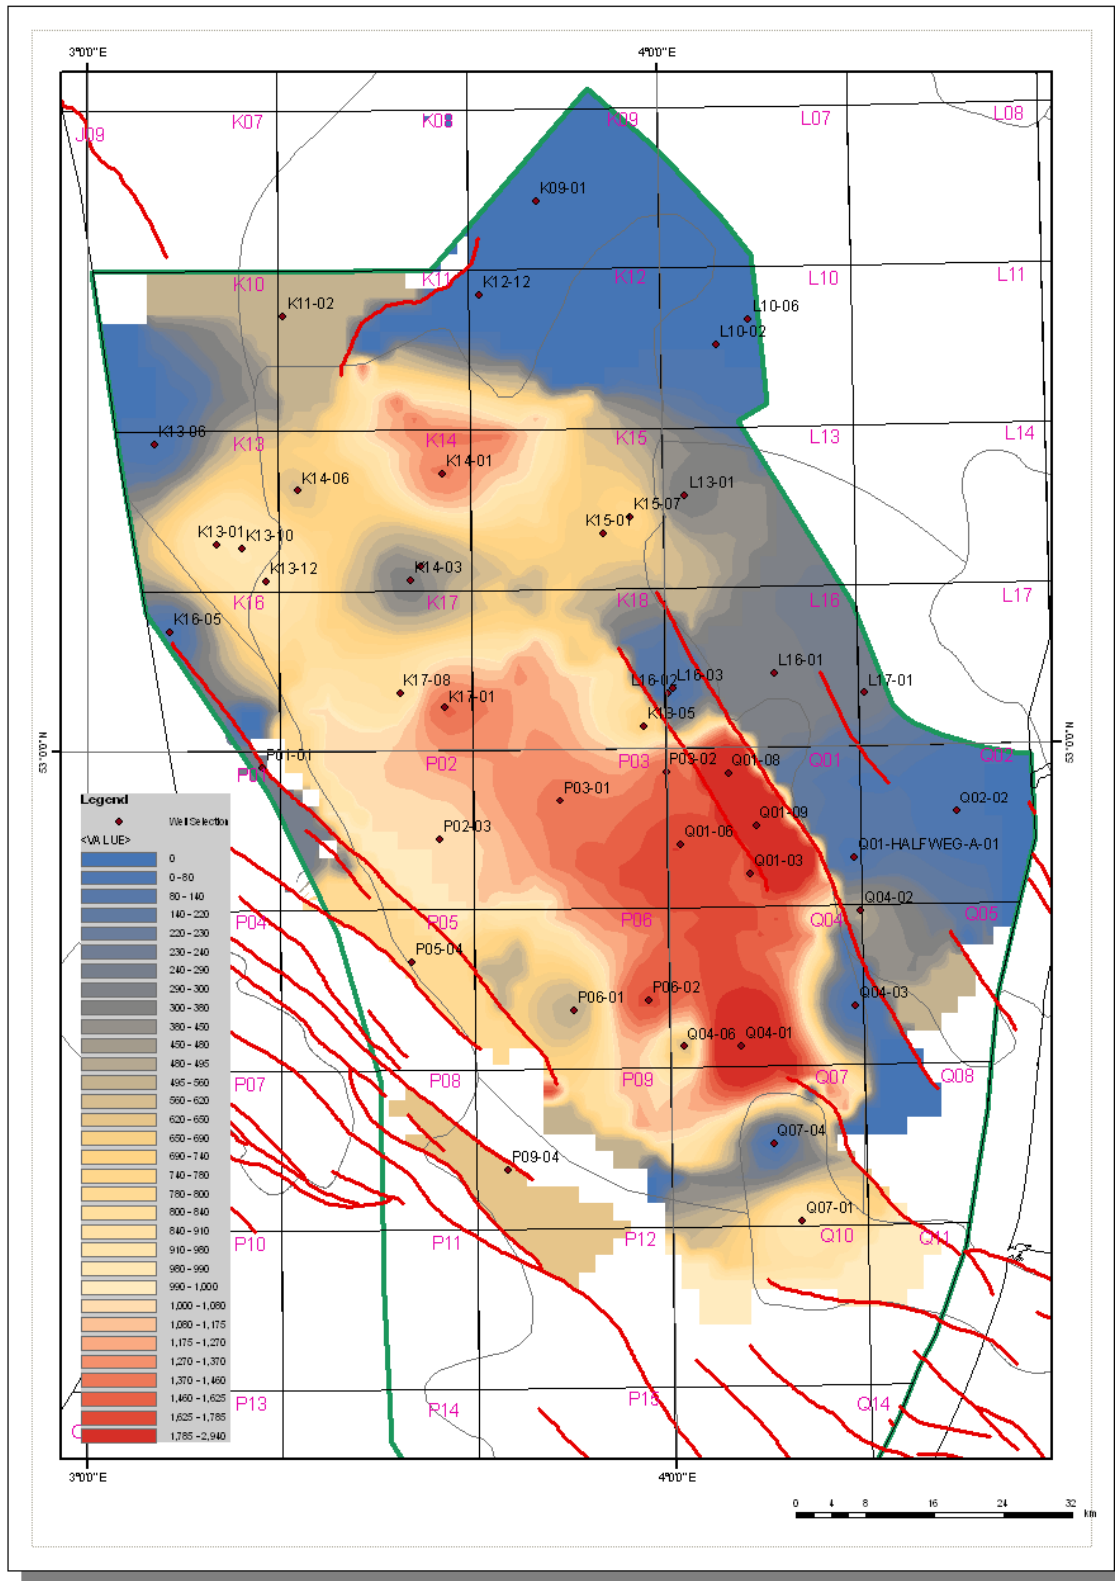 3°0'0"E 4°0'0"E
K07 K08 K09 L07 L08
J09
K09-01
K10 K11 K12 L10 L11
K12-12
K11-02 L10-06
L10-02
K13-06 K13 K14 K15 L13 L14
K14-01
K14-06 L13-01
K15-07
K13-01 K13-10 K15-01
K13-12 K14-03
K16 K17 K18 L16 L17
K16-05
L16-01
L16-02 L16-03 L17-01
K17-08
K17-01 K18-05
53°0'0"N 53°0'0"N
P01-01 P02 P03 P03-02 Q01 Q02
P01 Q01-08
P03-01 Q02-02
Q01-09
P02-03 Q01-06
Q01-HALFWEG-A-01
Q01-03
Q04-02
P04 P05 P06 Q04 Q05
P05-04
P06-01 P06-02 Q04-03
Q04-06 Q04-01
P07 P08 P09 Q07 Q08
Q07-04
P09-04
Q07-01
P10 P11 P12 Q10 Q11
P13 P14 P15 Q14
Legend
Well Selection
<VALUE>
0
0 - 80
80 - 140
140 - 220
220 - 230
230 - 240
240 - 290
290 - 300
300 - 380
380 - 450
450 - 480
480 - 495
495 - 560
560 - 620
620 - 650
650 - 690
690 - 740
740 - 780
780 - 800
800 - 840
840 - 910
910 - 980
980 - 990
990 - 1,000
1,000 - 1,080
1,080 - 1,175
1,175 - 1,270
1,270 - 1,370
1,370 - 1,460
1,460 - 1,625
1,625 - 1,785
1,785 - 2,940
3°0'0"E 4°0'0"E
0 4 8 16 24 32
km